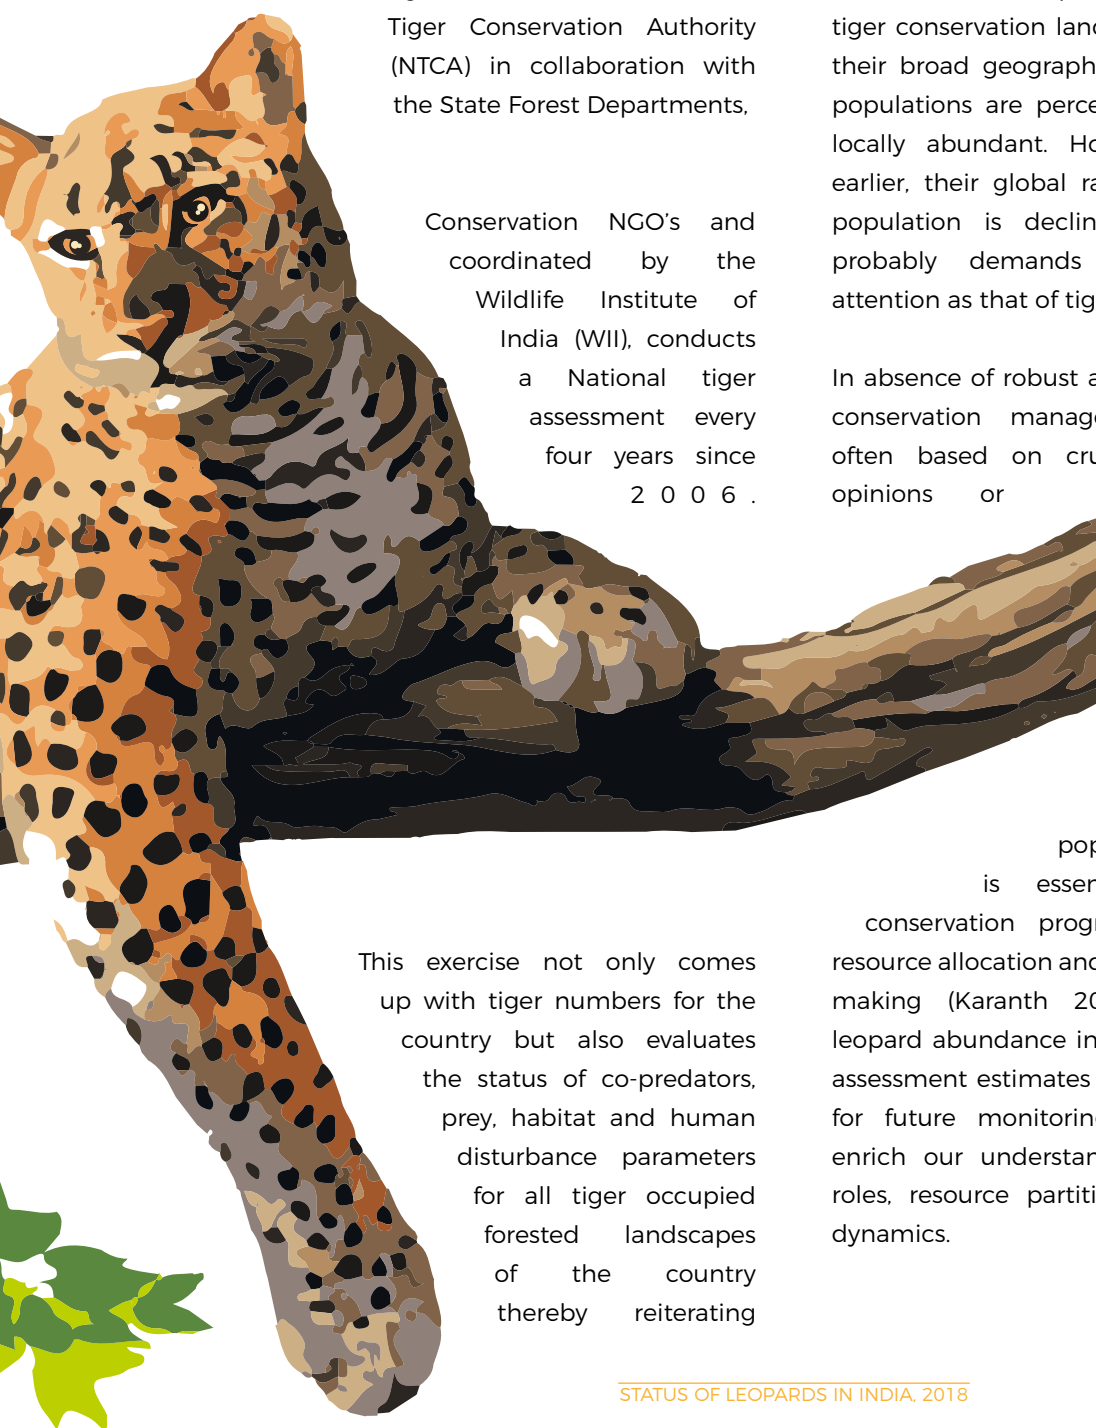 Tiger Conservation Authority
(NTCA) in collaboration with
the State Forest Departments,
Conservation NGO's and
coordinated by the
Wildlife Institute of
India (WII), conducts
a National tiger
assessment every
four years since
2006.
This exercise not only comes
up with tiger numbers for the
country but also evaluates
the status of co-predators,
prey, habitat and human
disturbance parameters
for all tiger occupied
forested landscapes
of the country
thereby reiterating
tiger conservation
their broad
populations are
locally abundant.
earlier, their global
population is
probably demands
attention as that of
In absence of robust
conservation
often based on
opinions or
is
conservation
resource allocation
making (Karanth
leopard abundance in
assessment estimates
for future
enrich our
roles, resource
dynamics.
STATUS OF LEOPARDS IN INDIA, 2018